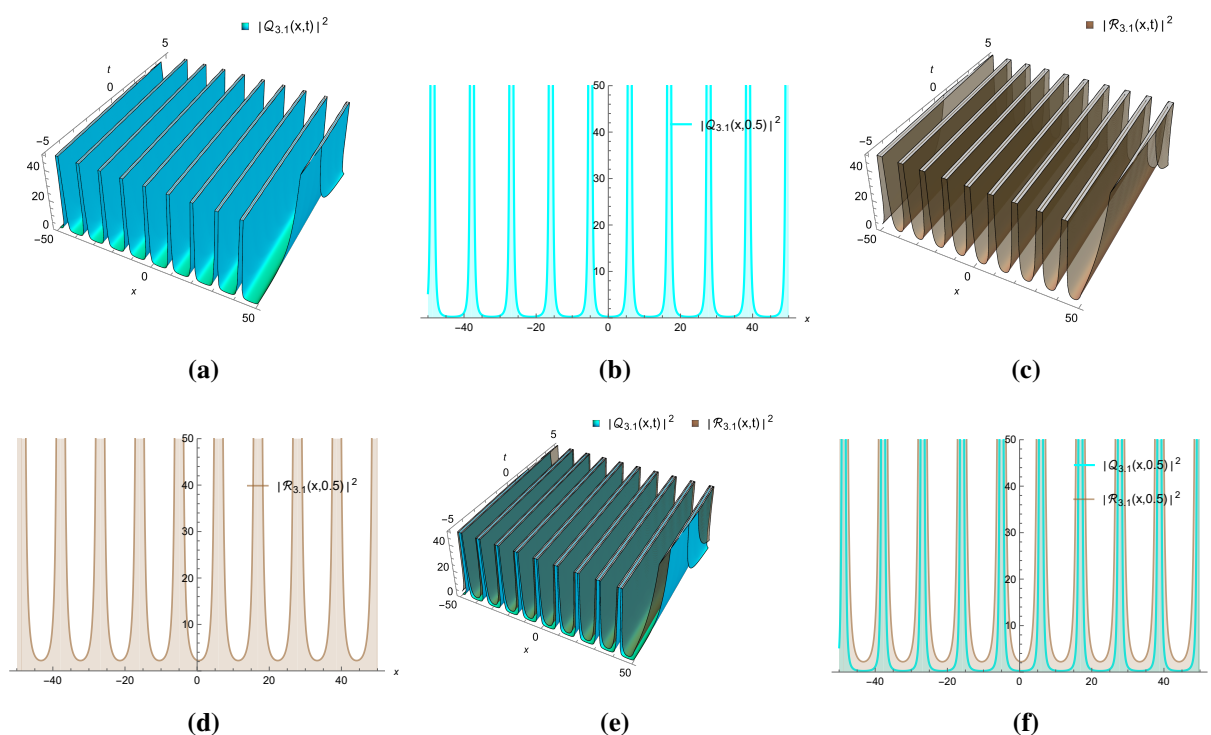 |Q3.1(x,t)|²
5
t
0
−5
40
20
0
−50
0
x
50
(a)
50
|Q3.1(x,0.5)|²
40
30
20
10
−40
−20
0
20
40
x
(b)
|R3.1(x,t)|²
5
t
0
−5
40
20
0
−50
0
x
50
(c)
50
|R3.1(x,0.5)|²
40
30
20
10
−40
−20
0
20
40
x
(d)
|Q3.1(x,t)|² |R3.1(x,t)|²
5
t
0
−5
40
20
0
−50
0
x
50
(e)
50
|Q3.1(x,0.5)|²
|R3.1(x,0.5)|²
40
30
20
10
−40
−20
0
20
40
x
(f)